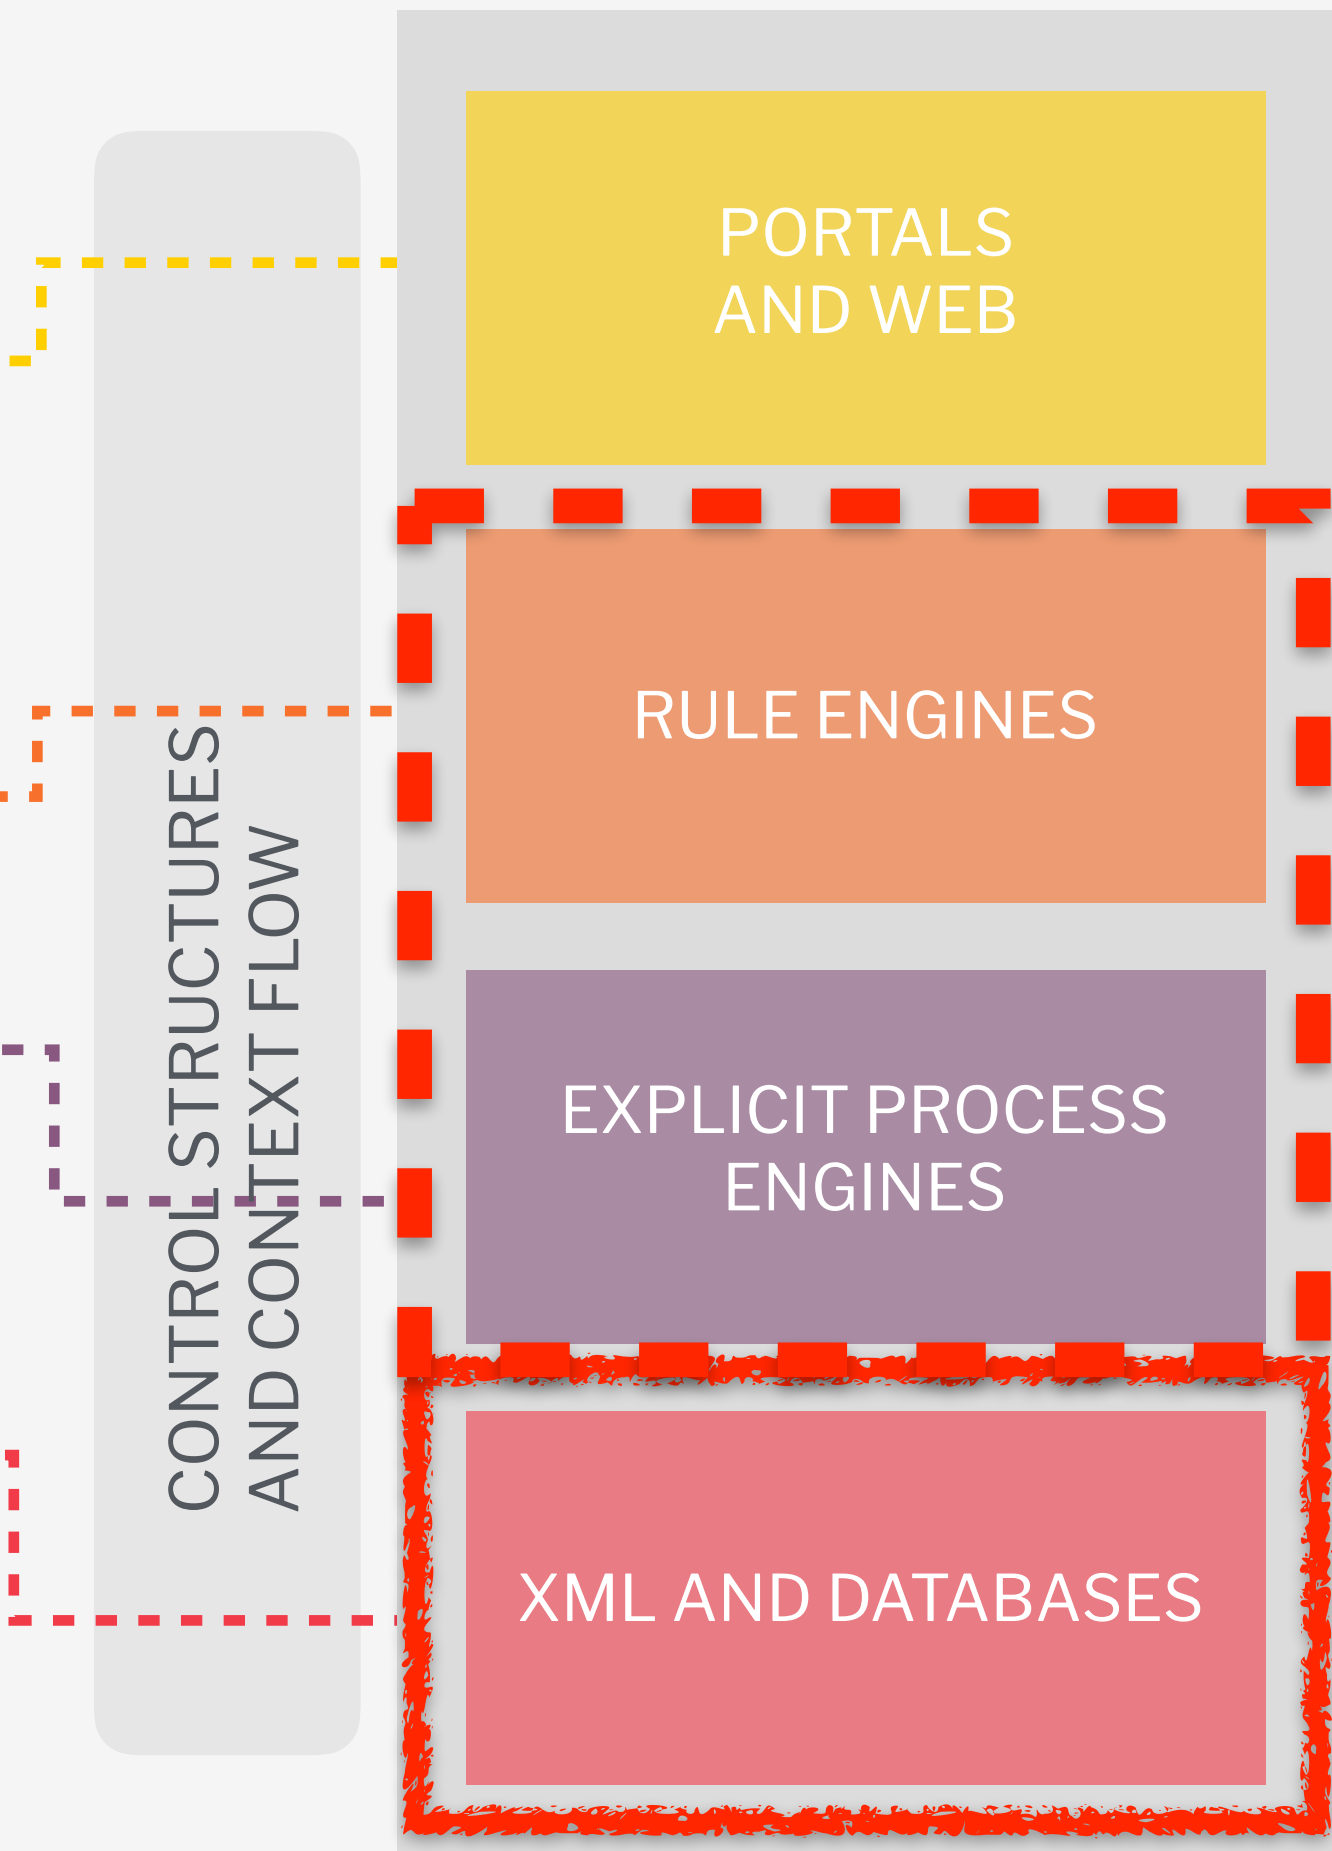 CONTROL STRUCTURES
AND CONTEXT FLOW
PORTALS
AND WEB
RULE ENGINES
EXPLICIT PROCESS
ENGINES
XML AND DATABASES